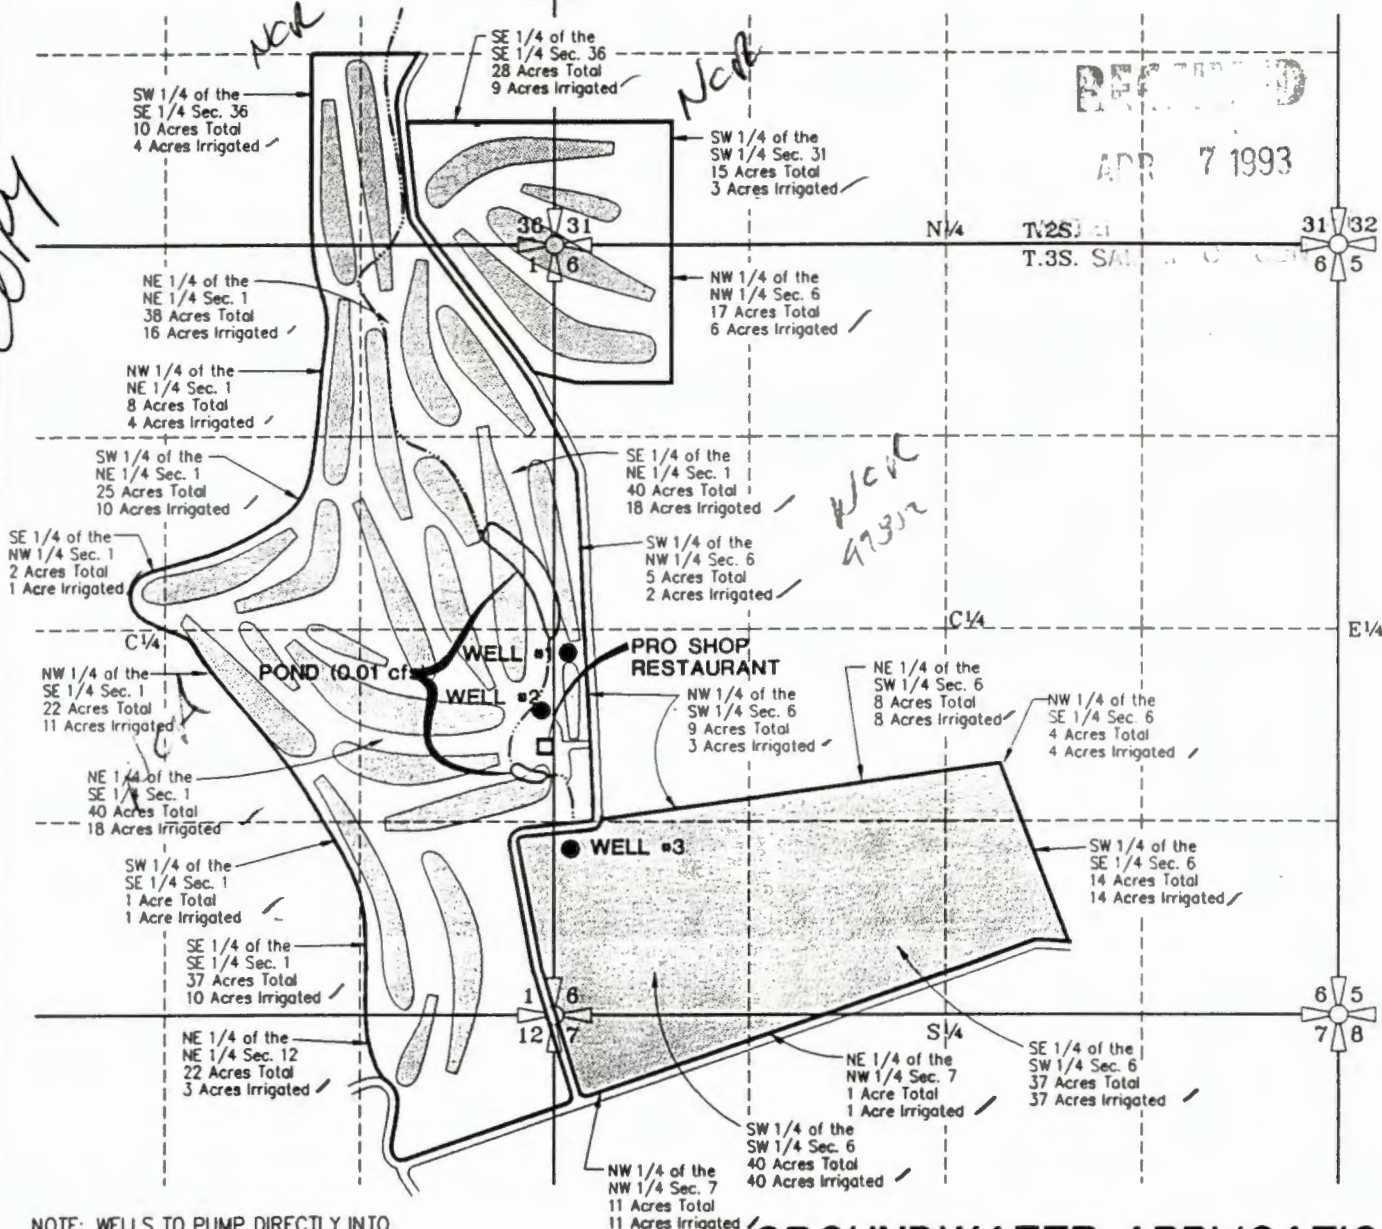 NCR
SE 1/4 of the
SE 1/4 Sec. 36
28 Acres Total
9 Acres Irrigated
NCR
SW 1/4 of the
SE 1/4 Sec. 36
10 Acres Total
4 Acres Irrigated
RECEIVED
APR 7 1993
SW 1/4 of the
SW 1/4 Sec. 31
15 Acres Total
3 Acres Irrigated
36 31
1 6
N1/4
T.2S.
T.3S.
31 32
6 5
NE 1/4 of the
NE 1/4 Sec. 1
38 Acres Total
16 Acres Irrigated
NW 1/4 of the
NW 1/4 Sec. 6
17 Acres Total
6 Acres Irrigated
NW 1/4 of the
NE 1/4 Sec. 1
8 Acres Total
4 Acres Irrigated
SW 1/4 of the
NE 1/4 Sec. 1
25 Acres Total
10 Acres Irrigated
SE 1/4 of the
NE 1/4 Sec. 1
40 Acres Total
18 Acres Irrigated
NCR
SE 1/4 of the
NW 1/4 Sec. 1
2 Acres Total
1 Acre Irrigated
SW 1/4 of the
NW 1/4 Sec. 6
5 Acres Total
2 Acres Irrigated
C1/4
C1/4
E1/4
POND (0.01 cf
WELL #1
WELL #2
PRO SHOP
RESTAURANT
NW 1/4 of the
SE 1/4 Sec. 1
22 Acres Total
11 Acres Irrigated
NW 1/4 of the
SW 1/4 Sec. 6
9 Acres Total
3 Acres Irrigated
NE 1/4 of the
SW 1/4 Sec. 6
8 Acres Total
8 Acres Irrigated
NW 1/4 of the
SE 1/4 Sec. 6
4 Acres Total
4 Acres Irrigated
NE 1/4 of the
SE 1/4 Sec. 1
40 Acres Total
18 Acres Irrigated
WELL #3
SW 1/4 of the
SE 1/4 Sec. 6
14 Acres Total
14 Acres Irrigated
SW 1/4 of the
SE 1/4 Sec. 1
1 Acre Total
1 Acre Irrigated
SE 1/4 of the
SE 1/4 Sec. 1
37 Acres Total
10 Acres Irrigated
1 6
12 7
S1/4
6 5
7 8
NE 1/4 of the
NE 1/4 Sec. 12
22 Acres Total
3 Acres Irrigated
NE 1/4 of the
NW 1/4 Sec. 7
1 Acre Total
1 Acre Irrigated
SE 1/4 of the
SW 1/4 Sec. 6
37 Acres Total
37 Acres Irrigated
SW 1/4 of the
SW 1/4 Sec. 6
40 Acres Total
40 Acres Irrigated
NW 1/4 of the
NW 1/4 Sec. 7
11 Acres Total
11 Acres Irrigated
NOTE: WELLS TO PUMP DIRECTLY INTO
GROUNDWATER APPLICATIO